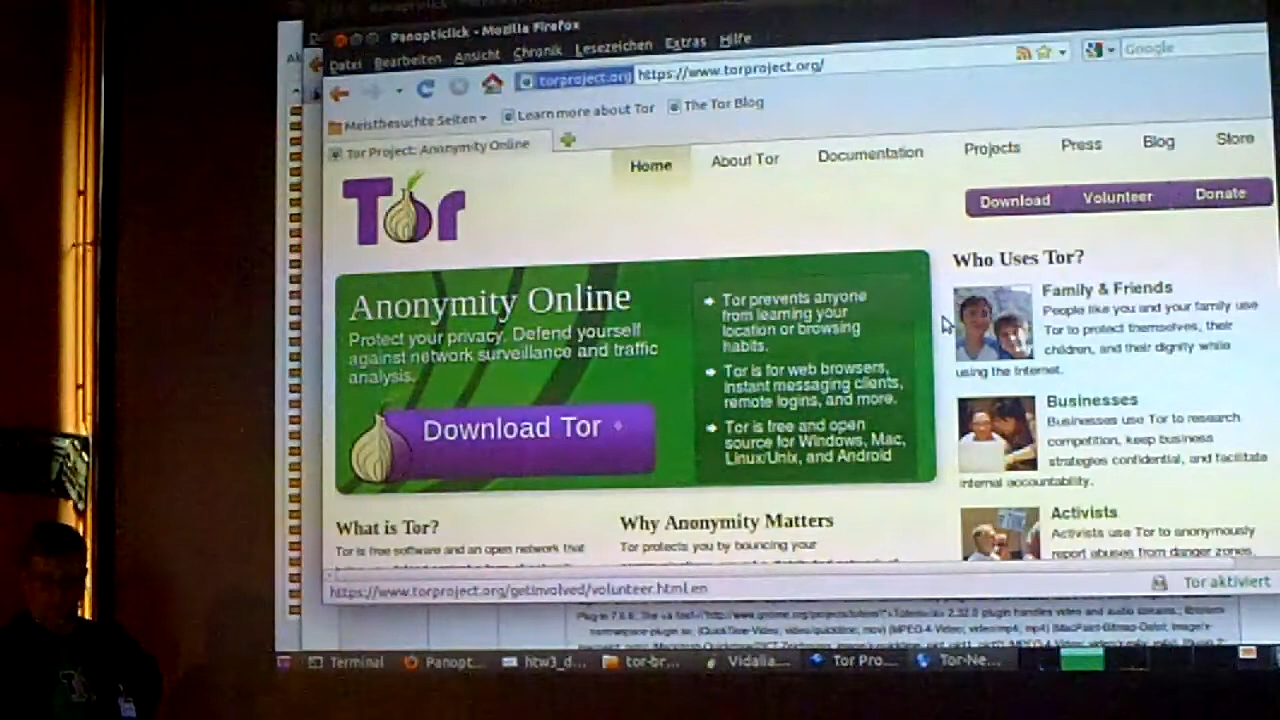 Panopticlick - Mozilla Firefox
Datei Bearbeiten Ansicht Chronik Lesezeichen Extras Hilfe
torproject.org https://www.torproject.org/
Google
Meistbesuchte Seiten Learn more about Tor The Tor Blog
Tor Project: Anonymity Online
Home About Tor Documentation Projects Press Blog Store
Tor
Download Volunteer Donate
Anonymity Online
Protect your privacy. Defend yourself
against network surveillance and traffic
analysis.
Download Tor
Tor prevents anyone
from learning your
location or browsing
habits.
Tor is for web browsers,
instant messaging clients,
remote logins, and more.
Tor is free and open
source for Windows, Mac,
Linux/Unix, and Android
Who Uses Tor?
Family & Friends
People like you and your family use
Tor to protect themselves, their
children, and their dignity while
using the Internet.
Businesses
Businesses use Tor to research
competition, keep business
strategies confidential, and facilitate
internal accountability.
Activists
Activists use Tor to anonymously
report abuses from danger zones.
What is Tor?
Tor is free software and an open network that
Why Anonymity Matters
Tor protects you by bouncing your
https://www.torproject.org/getinvolved/volunteer.html.en
Tor aktiviert
Terminal Panopt... htw3_d... tor-br... Vidalia... Tor Pro... Tor-Ne...